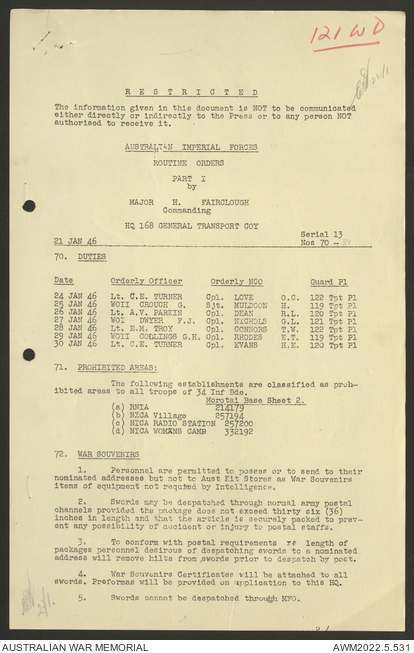 121 WD
R E S T R I C T E D
The information given in this document is NOT to be communicated
either directly or indirectly to the Press or to any person NOT
authorised to receive it.
AUSTRALIAN IMPERIAL FORCES
ROUTINE ORDERS
PART I
by
MAJOR H. FAIRCLOUGH
Commanding
HQ 168 GENERAL TRANSPORT COY
Serial 13
21 JAN 46 Nos 70 - 81
70. DUTIES
Date Orderly Officer Orderly NCO Guard Pl
24 JAN 46 Lt. C.E. TURNER Cpl. LOVE O.C. 122 Tpt Pl
25 JAN 46 WOII CROUCH G. Sjt. MULDOON H. 119 Tpt Pl
26 JAN 46 Lt. A.V. PARKIN Cpl. DEAN R.L. 120 Tpt Pl
27 JAN 46 WOI DWYER F.J. Cpl. NICHOLS G.L. 121 Tpt Pl
28 JAN 46 Lt. E.M. TROY Cpl. CONNORS T.W. 122 Tpt Pl
29 JAN 46 WOII COLLINGS G.H. Cpl. RHODES E.T. 119 Tpt Pl
30 JAN 46 Lt. C.E. TURNER Cpl. EVANS H.E. 120 Tpt Pl
71. PROHIBITED AREAS:
The following establishments are classified as proh-
ibited areas to all troops of 34 Inf Bde.
Morotai Base Sheet 2.
(a) RNIA 214179
(b) NICA Village 257194
(c) NICA RADIO STATION 257200
(d) NICA WOMANS CAMP 332192
72. WAR SOUVENIRS
1. Personnel are permitted to posses or to send to their
nominated addresses but not to Aust Kit Stores as War Souvenirs
items of equipment not required by Intelligence.
2. Swords may be despatched through normal army postal
channels provided the package does not exceed thirty six (36)
inches in length and that the article is securely packed to prev-
ent any possibility of accident or injury to postal staffs.
3. To conform with postal requirements re length of
packages personnel desirous of despatching swords to a nominated
address will remove hilts from swords prior to despatch by post.
4. War Souvenirs Certificates will be attached to all
swords. Proformas will be provided on application to this HQ.
5. Swords cannot be despatched through MFO.
AUSTRALIAN WAR MEMORIAL AWM2022.5.531